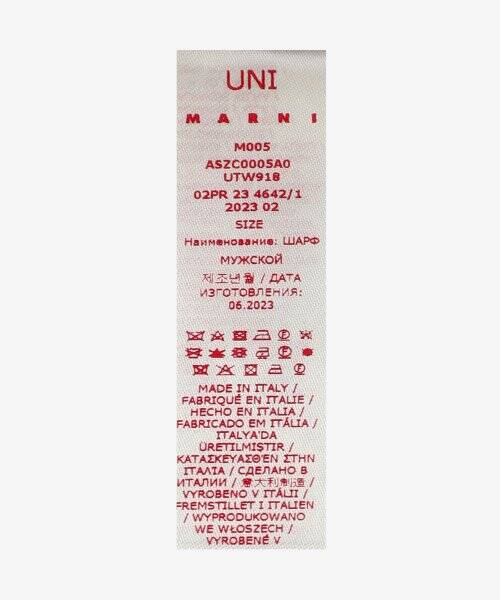 UNI
MARNI
M005
ASZC0005A0
UTW918
02PR 23 4642/1
2023 02
SIZE
Наименование: ШАРФ
МУЖСКОЙ
제조년월 / ДАТА
ИЗГОТОВЛЕНИЯ:
06.2023
MADE IN ITALY /
FABRIQUÉ EN ITALIE /
HECHO EN ITALIA /
FABRICADO EM ITÁLIA /
ITALYA'DA
ÜRETILMIŞTIR /
ΚΑΤΑΣΚΕΥΑΣΘ'ΕΝ ΣΤΗΝ
ΙΤΑΛΙΑ / СДЕЛАНО В
ИТАЛИИ / 意大利制造 /
VYROBENO V ITÁLII /
FREMSTILLET I ITALIEN
/ WYPRODUKOWANO
WE WŁOSZECH /
VYROBENÉ V